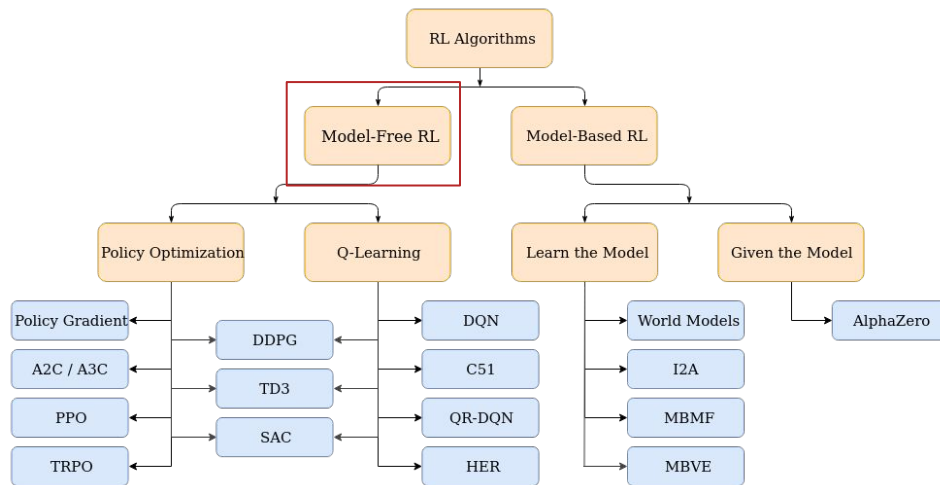 RL Algorithms
Model-Free RL
Model-Based RL
Policy Optimization
Q-Learning
Learn the Model
Given the Model
Policy Gradient
DDPG
DQN
World Models
AlphaZero
A2C / A3C
TD3
C51
I2A
PPO
SAC
QR-DQN
MBMF
TRPO
HER
MBVE